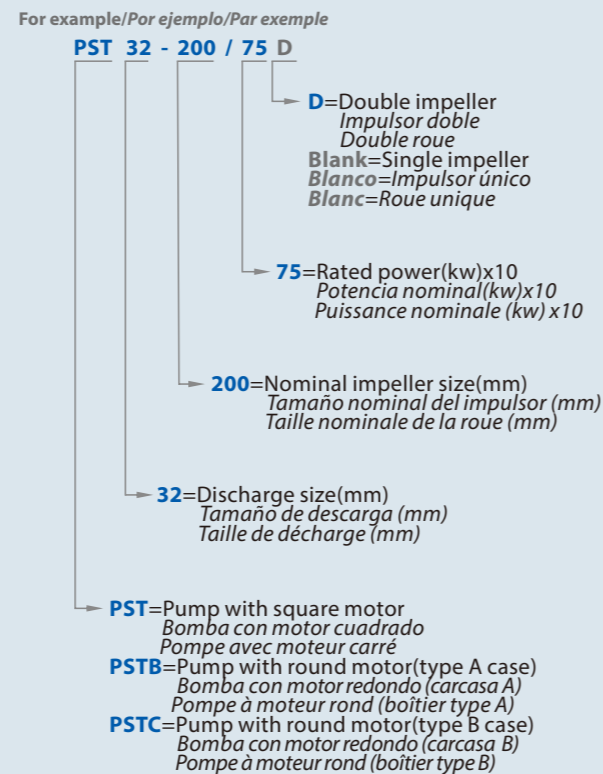 For example/Por ejemplo/Par exemple
PST 32 - 200 / 75 D
D=Double impeller
Impulsor doble
Double roue
Blank=Single impeller
Blanco=Impulsor único
Blanc=Roue unique
75=Rated power(kw)x10
Potencia nominal(kw)x10
Puissance nominale (kw) x10
200=Nominal impeller size(mm)
Tamaño nominal del impulsor (mm)
Taille nominale de la roue (mm)
32=Discharge size(mm)
Tamaño de descarga (mm)
Taille de décharge (mm)
PST=Pump with square motor
Bomba con motor cuadrado
Pompe avec moteur carré
PSTB=Pump with round motor(type A case)
Bomba con motor redondo (carcasa A)
Pompe à moteur rond (boîtier type A)
PSTC=Pump with round motor(type B case)
Bomba con motor redondo (carcasa B)
Pompe à moteur rond (boîtier type B)